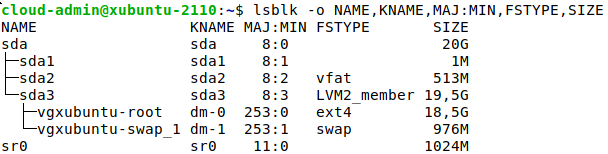 cloud-admin@xubuntu-2110:~$ lsblk -o NAME,KNAME,MAJ:MIN,FSTYPE,SIZE
NAME                  KNAME MAJ:MIN FSTYPE       SIZE
sda                   sda     8:0                 20G
├─sda1                sda1    8:1                  1M
├─sda2                sda2    8:2   vfat         513M
└─sda3                sda3    8:3   LVM2_member 19,5G
  ├─vgxubuntu-root    dm-0  253:0   ext4        18,5G
  └─vgxubuntu-swap_1  dm-1  253:1   swap         976M
sr0                   sr0    11:0               1024M